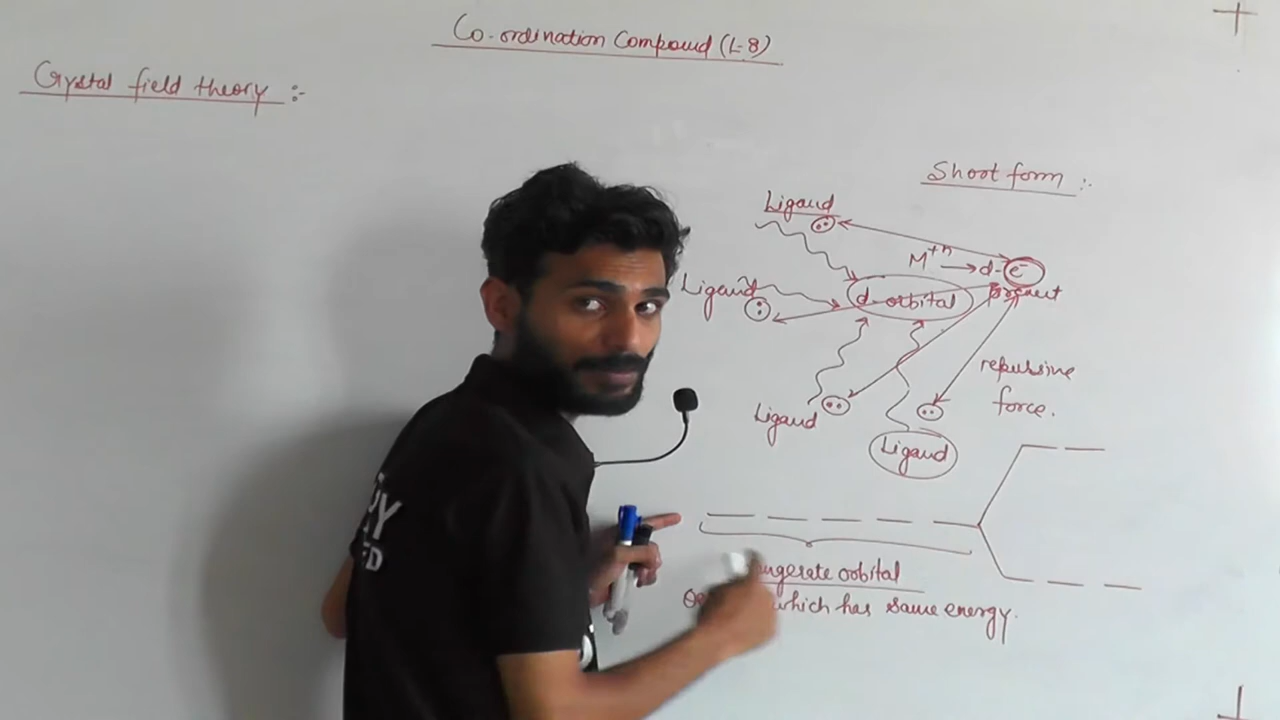 Co-ordination Compound (L-8)
Crystal field theory :-
Short form :-
Ligand
M+n → d-e-
present
Ligand
d-orbital
repulsive
force.
Ligand
Ligand
orbital
which has same energy.